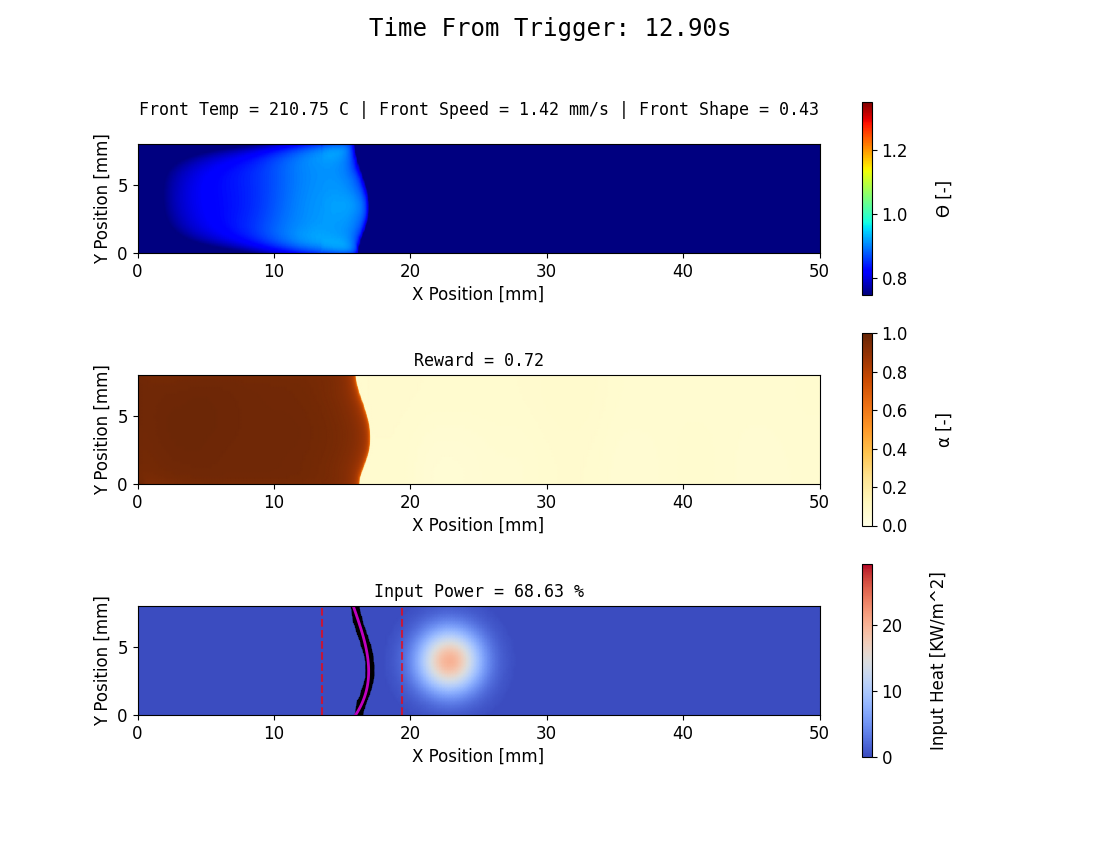 Time From Trigger: 12.90s
Front Temp = 210.75 C | Front Speed = 1.42 mm/s | Front Shape = 0.43
Y Position [mm]
5
0
0 10 20 30 40 50
X Position [mm]
1.2
1.0
0.8
Θ [-]
Reward = 0.72
Y Position [mm]
5
0
0 10 20 30 40 50
X Position [mm]
1.0
0.8
0.6
0.4
0.2
0.0
α [-]
Input Power = 68.63 %
Y Position [mm]
5
0
0 10 20 30 40 50
X Position [mm]
20
10
0
Input Heat [KW/m^2]